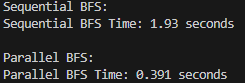 Sequential BFS:
Sequential BFS Time: 1.93 seconds
Parallel BFS:
Parallel BFS Time: 0.391 seconds